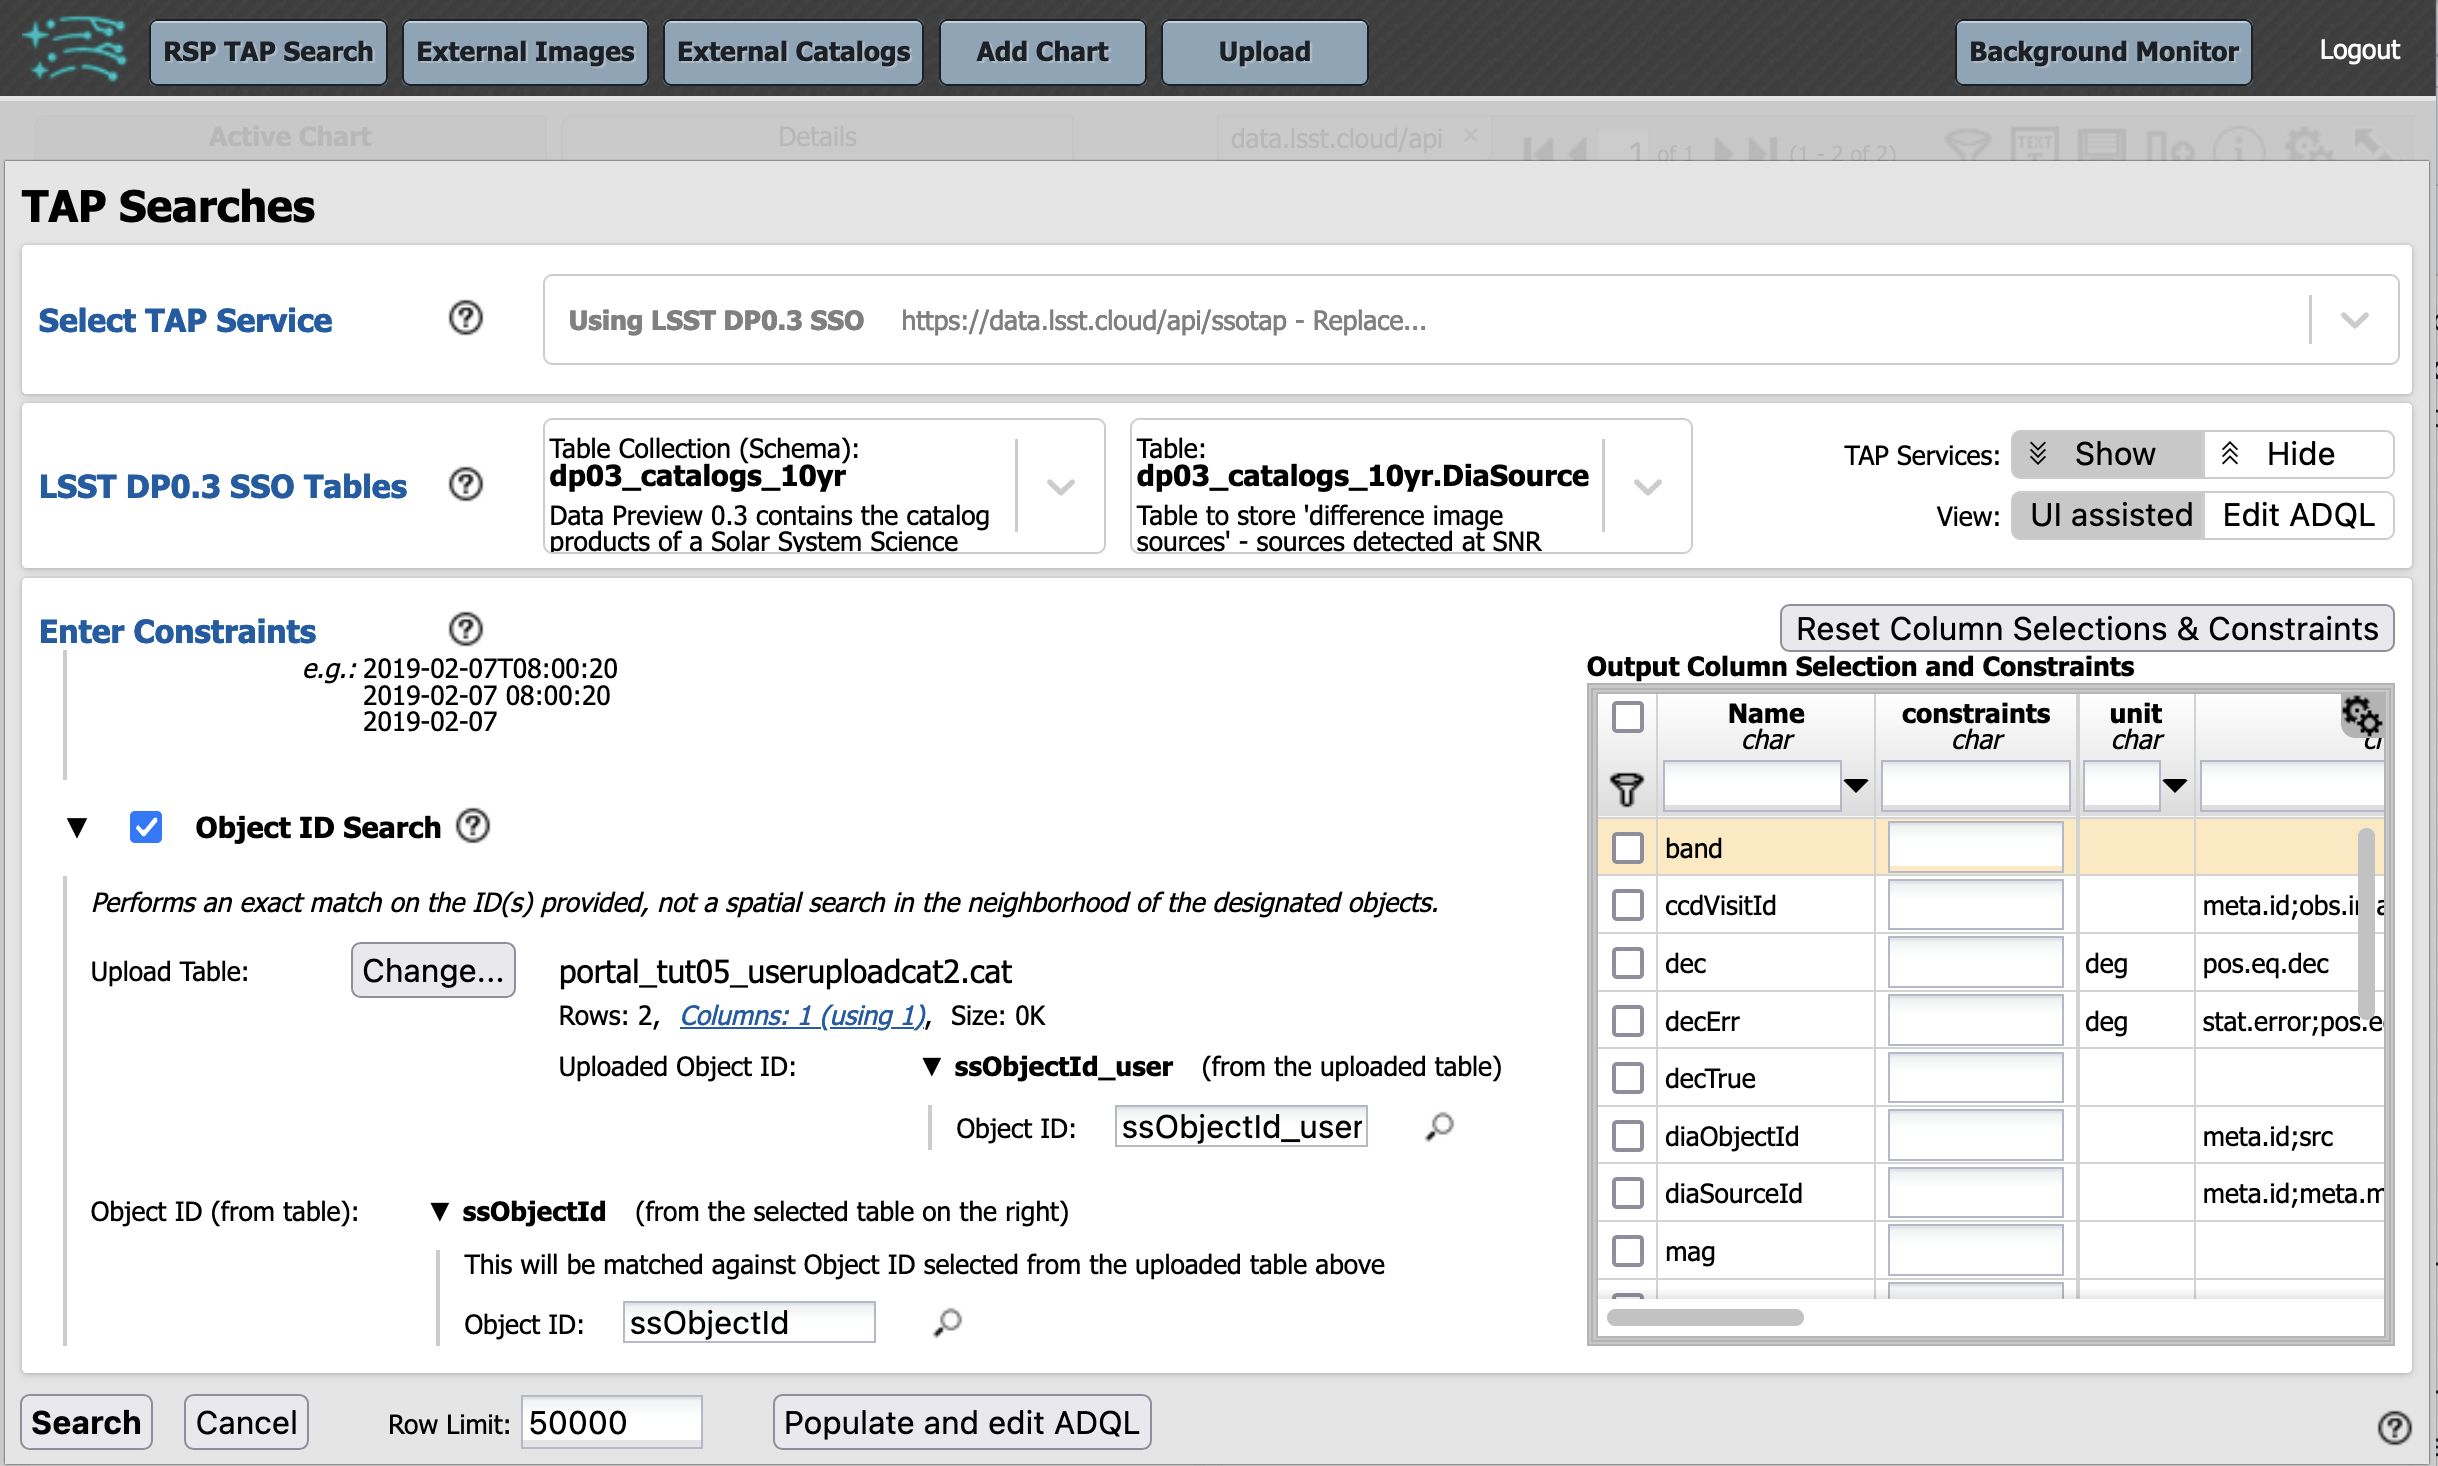 RSP TAP Search External Images External Catalogs Add Chart Upload Background Monitor Logout
Active Chart Details data.lsst.cloud/api × 1 of 1 (1 - 2 of 2)
TAP Searches
Select TAP Service ? Using LSST DP0.3 SSO https://data.lsst.cloud/api/ssotap - Replace...
LSST DP0.3 SSO Tables ?
Table Collection (Schema):
dp03_catalogs_10yr
Data Preview 0.3 contains the catalog
products of a Solar System Science
Table:
dp03_catalogs_10yr.DiaSource
Table to store 'difference image
sources' - sources detected at SNR
TAP Services: Show Hide
View: UI assisted Edit ADQL
Enter Constraints ?
Reset Column Selections & Constraints
e.g.: 2019-02-07T08:00:20
2019-02-07 08:00:20
2019-02-07
Object ID Search ?
Performs an exact match on the ID(s) provided, not a spatial search in the neighborhood of the designated objects.
Upload Table: Change... portal_tut05_useruploadcat2.cat
Rows: 2, Columns: 1 (using 1), Size: 0K
Uploaded Object ID: ssObjectId_user (from the uploaded table)
Object ID: ssObjectId_user
Object ID (from table): ssObjectId (from the selected table on the right)
This will be matched against Object ID selected from the uploaded table above
Object ID: ssObjectId
Output Column Selection and Constraints
Name constraints unit
char char char
band
ccdVisitId meta.id;obs.i
dec deg pos.eq.dec
decErr deg stat.error;pos.e
decTrue
diaObjectId meta.id;src
diaSourceId meta.id;meta.m
mag
Search Cancel Row Limit: 50000 Populate and edit ADQL ?